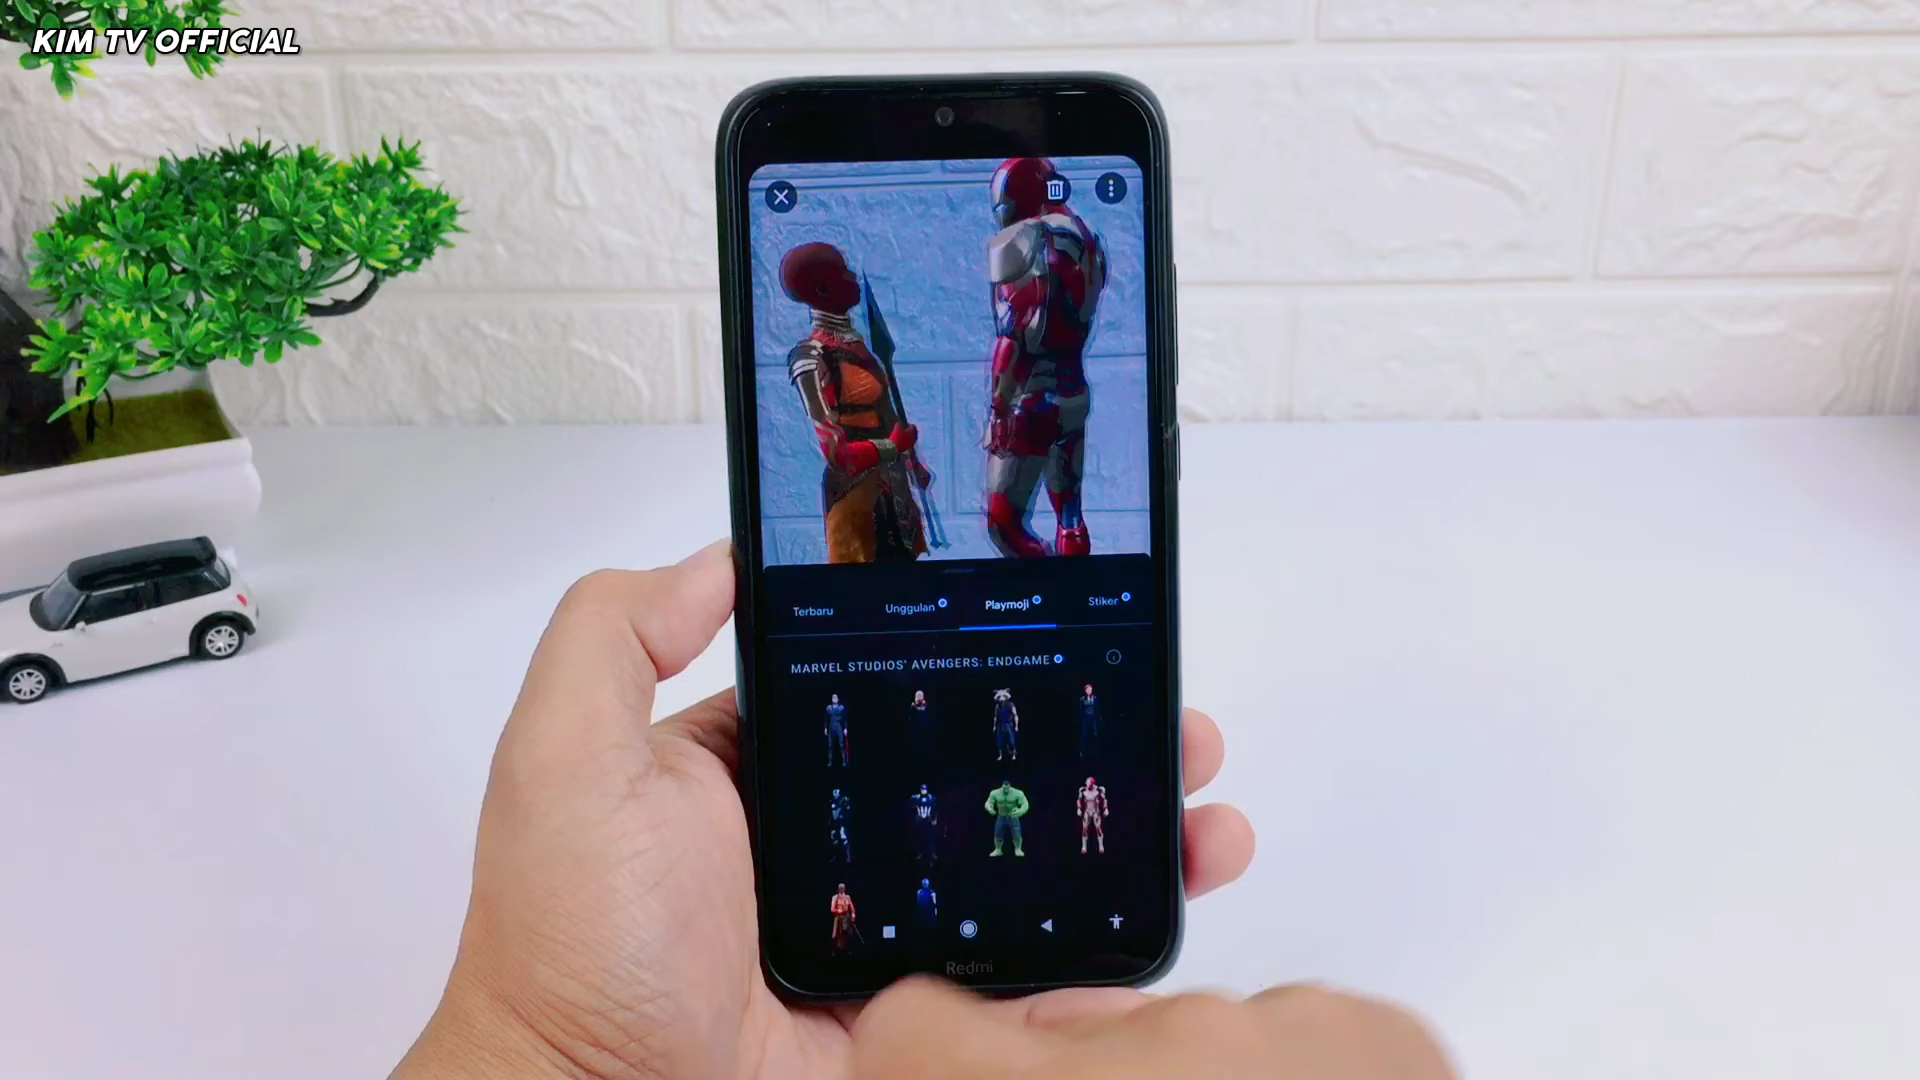 KIM TV OFFICIAL
Terbaru
Unggulan
Playmoji
Stiker
MARVEL STUDIOS' AVENGERS: ENDGAME
Redmi